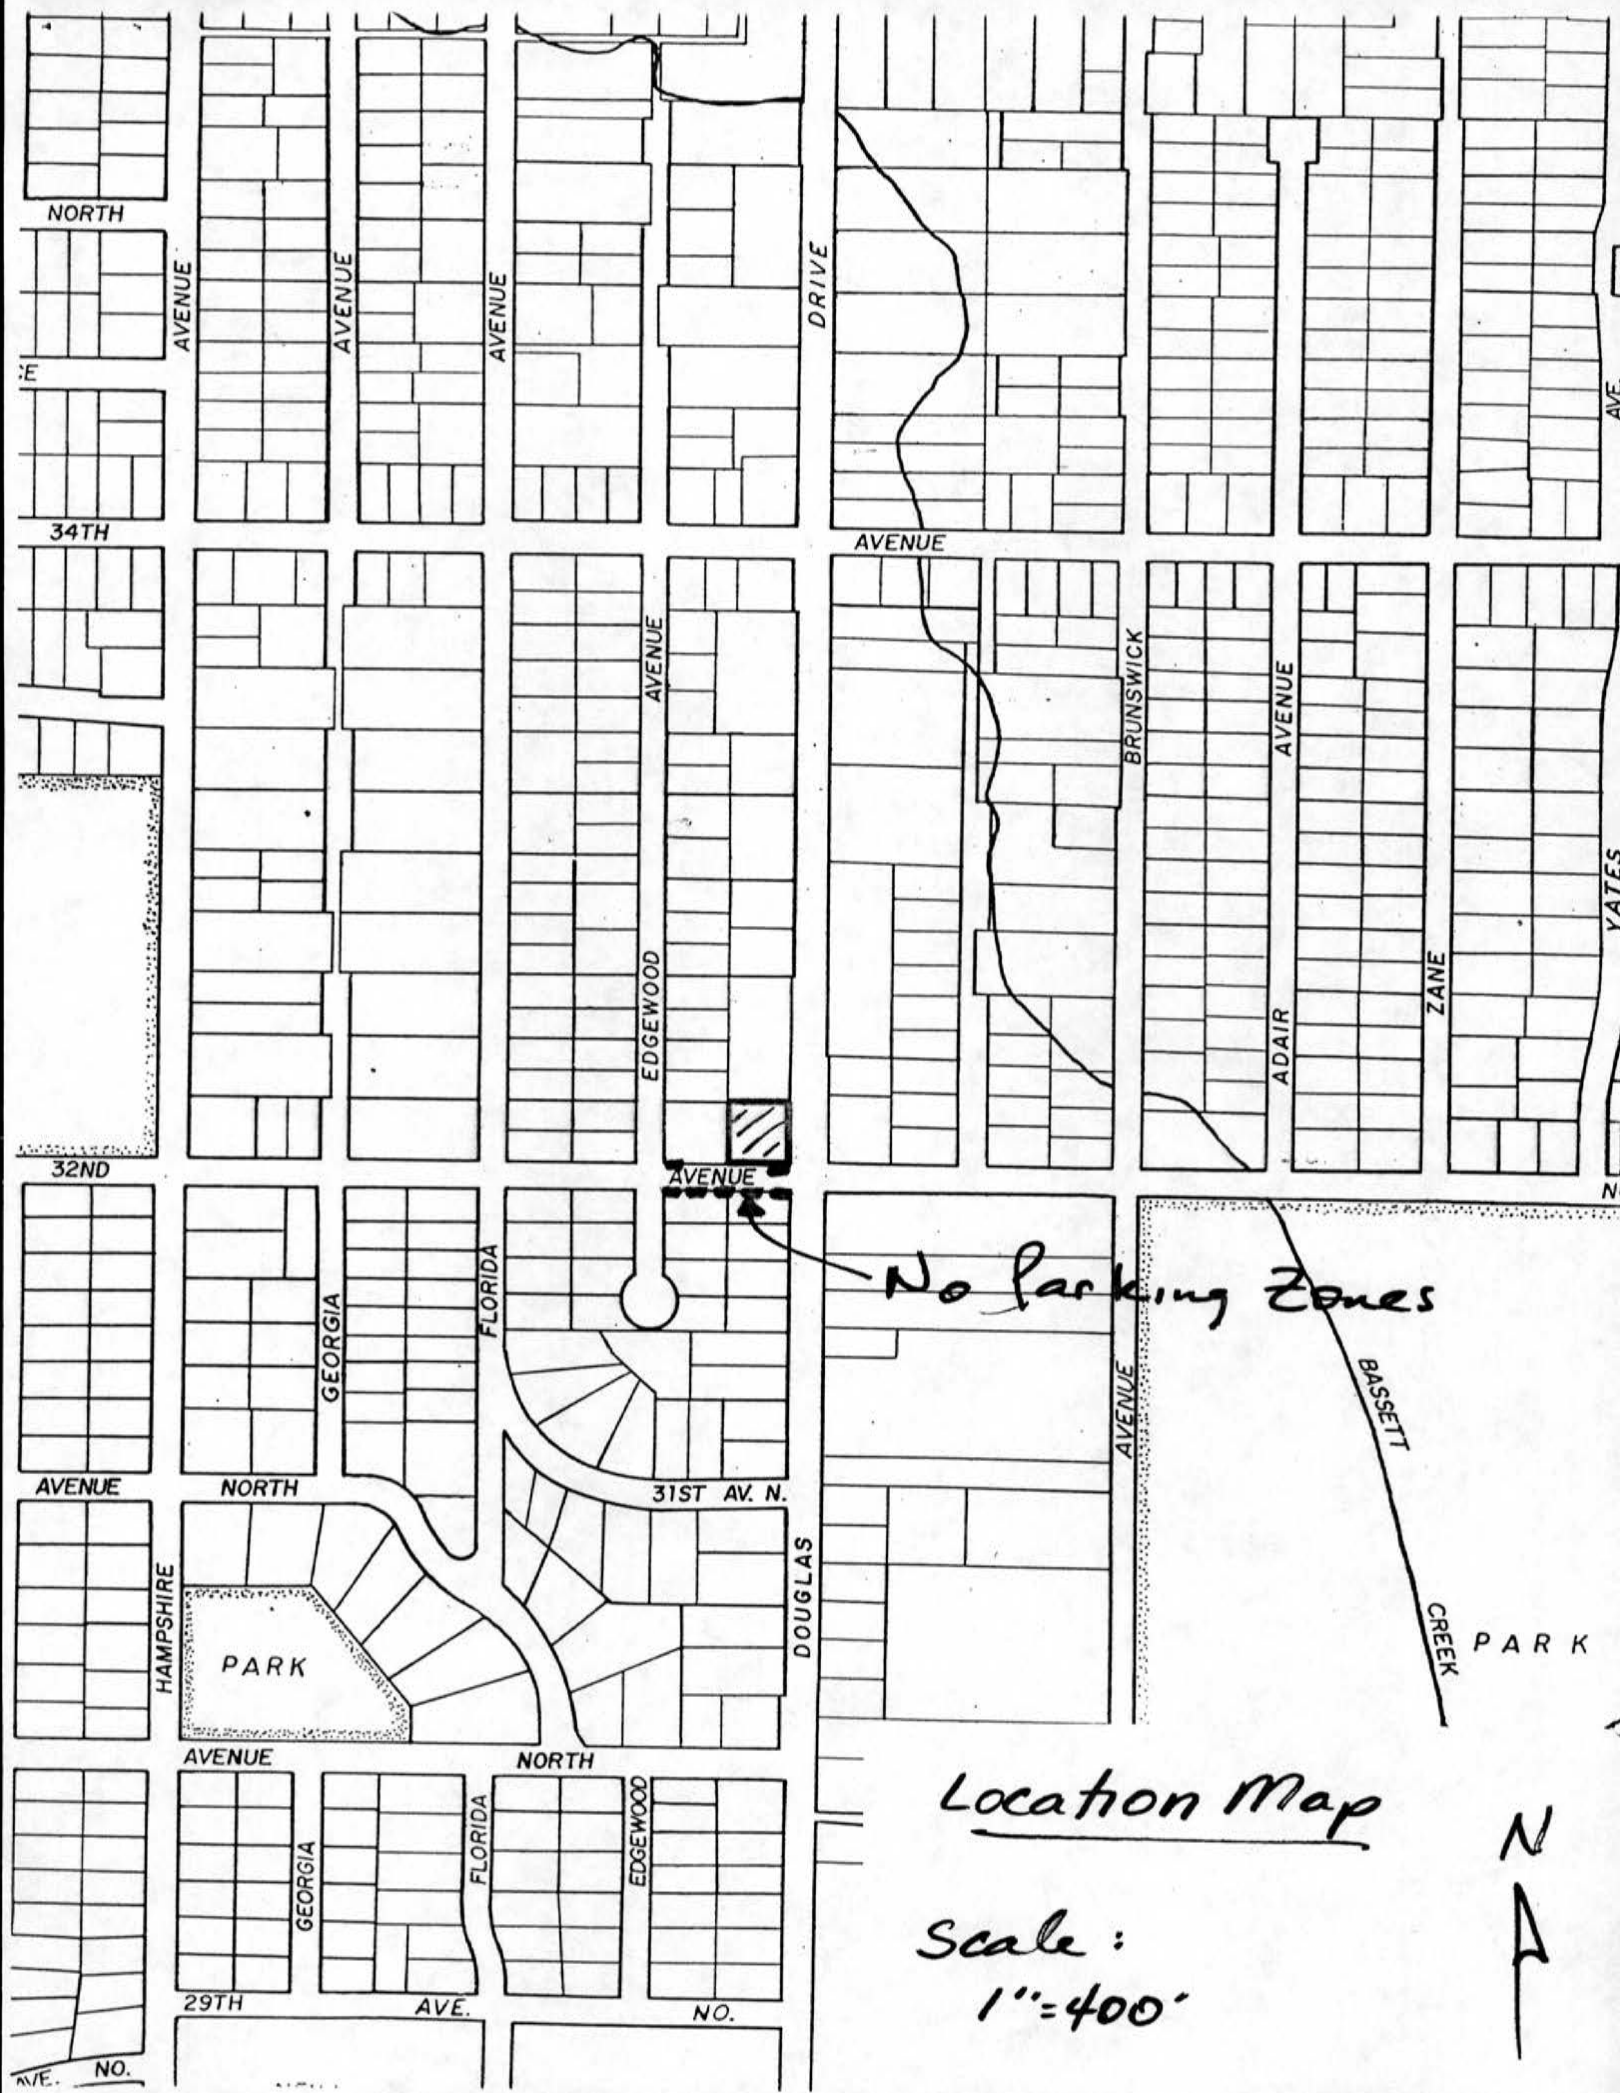 NORTH
AVENUE
AVENUE
AVENUE
DRIVE
AVE.
34TH
AVENUE
AVENUE
BRUNSWICK
AVENUE
EDGEWOOD
ADAIR
ZANE
YATES
32ND
AVENUE
FLORIDA
No Parking Zones
GEORGIA
AVENUE
BASSETT
AVENUE
NORTH
31ST AV. N.
HAMPSHIRE
DOUGLAS
CREEK
PARK
PARK
AVENUE
NORTH
Location Map
N
GEORGIA
FLORIDA
EDGEWOOD
Scale:
1"=400'
29TH
AVE.
NO.
AVE. NO.